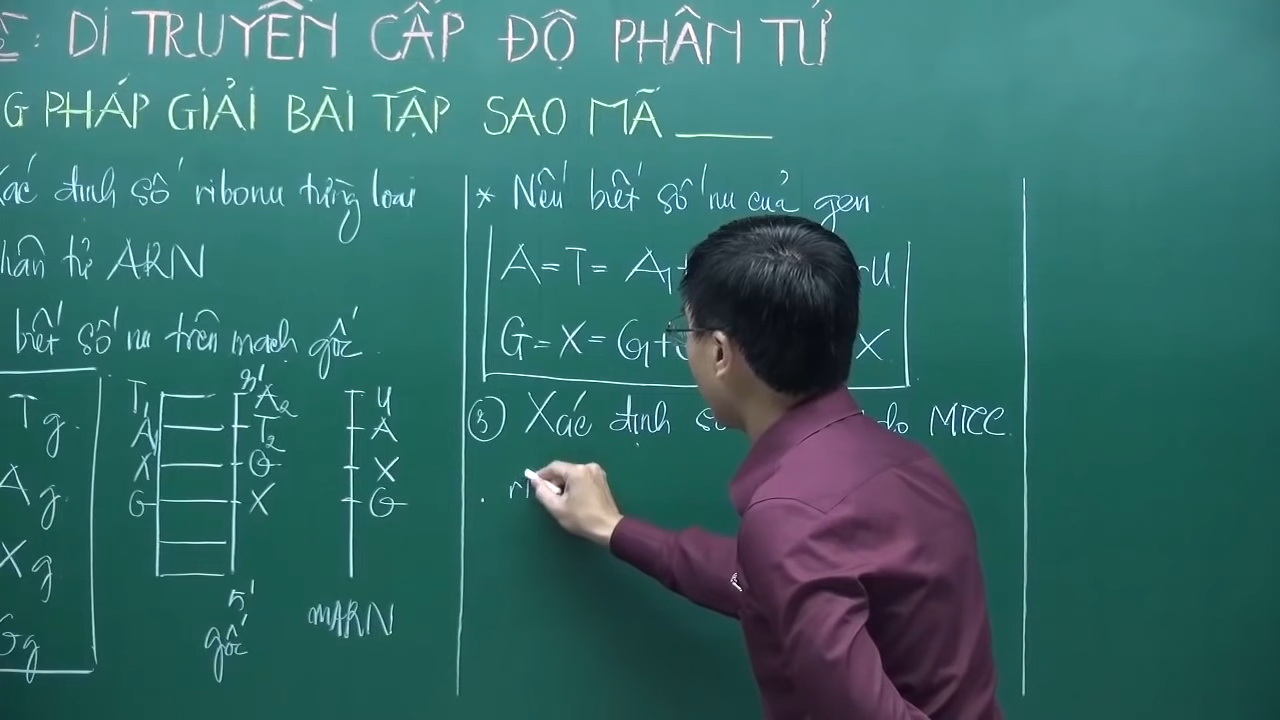 : DI TRUYỀN CẤP ĐỘ PHÂN TỬ
G PHÁP GIẢI BÀI TẬP SAO MÃ
Xác định số ribonu từng loại
hân tử ARN
biết số nu trên mạch gốc
Tg
Ag
Xg
Gg
T1
A1
X
G
3'
A2
T2
G
X
5'
gốc
U
A
X
G
mARN
* Nếu biết số nu của gen
A = T = A1+ U
G = X = G1+ X
③ Xác định do MTCC